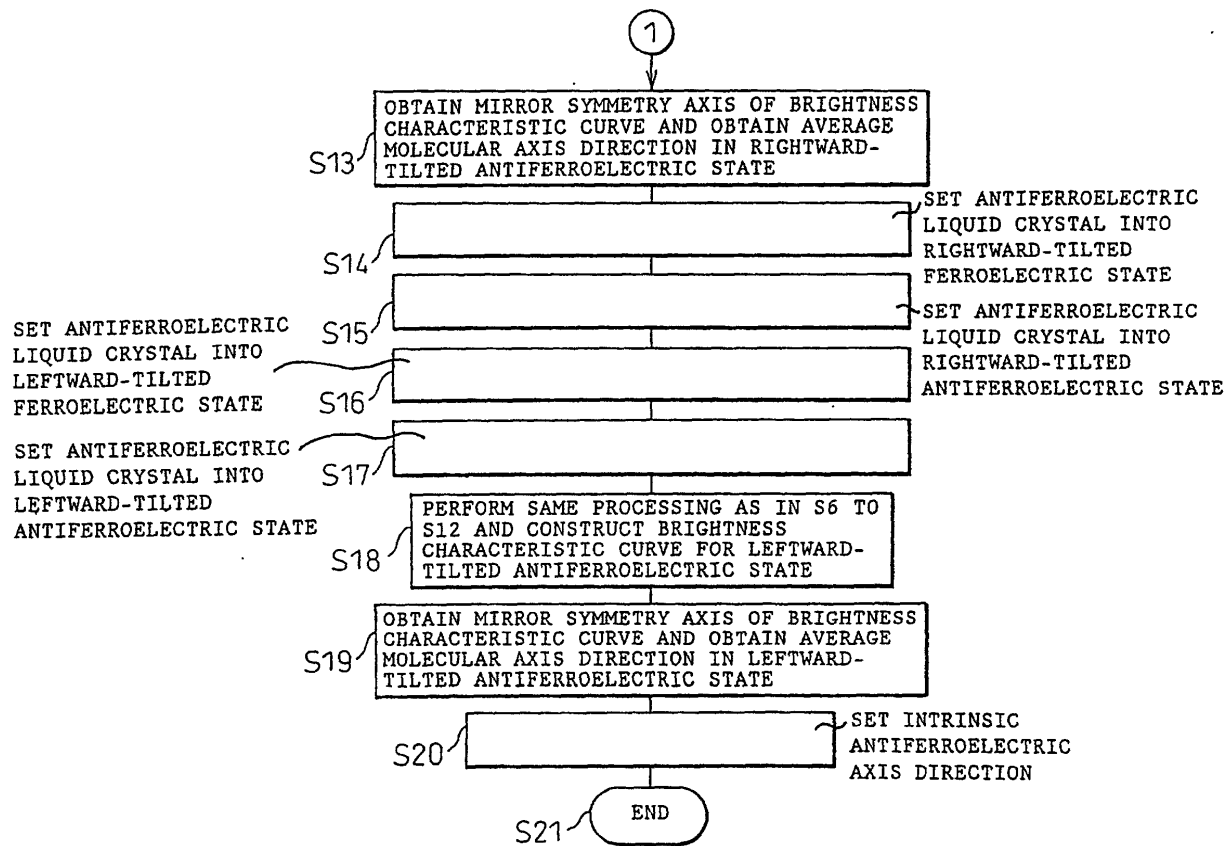 1
OBTAIN MIRROR SYMMETRY AXIS OF BRIGHTNESS
CHARACTERISTIC CURVE AND OBTAIN AVERAGE
MOLECULAR AXIS DIRECTION IN RIGHTWARD-
TILTED ANTIFERROELECTRIC STATE
S13
SET ANTIFERROELECTRIC
LIQUID CRYSTAL INTO
RIGHTWARD-TILTED
FERROELECTRIC STATE
S14
SET ANTIFERROELECTRIC
LIQUID CRYSTAL INTO
RIGHTWARD-TILTED
ANTIFERROELECTRIC STATE
S15
SET ANTIFERROELECTRIC
LIQUID CRYSTAL INTO
LEFTWARD-TILTED
FERROELECTRIC STATE
S16
SET ANTIFERROELECTRIC
LIQUID CRYSTAL INTO
LEFTWARD-TILTED
ANTIFERROELECTRIC STATE
S17
PERFORM SAME PROCESSING AS IN S6 TO
S12 AND CONSTRUCT BRIGHTNESS
CHARACTERISTIC CURVE FOR LEFTWARD-
TILTED ANTIFERROELECTRIC STATE
S18
OBTAIN MIRROR SYMMETRY AXIS OF BRIGHTNESS
CHARACTERISTIC CURVE AND OBTAIN AVERAGE
MOLECULAR AXIS DIRECTION IN LEFTWARD-
TILTED ANTIFERROELECTRIC STATE
S19
SET INTRINSIC
ANTIFERROELECTRIC
AXIS DIRECTION
S20
END
S21